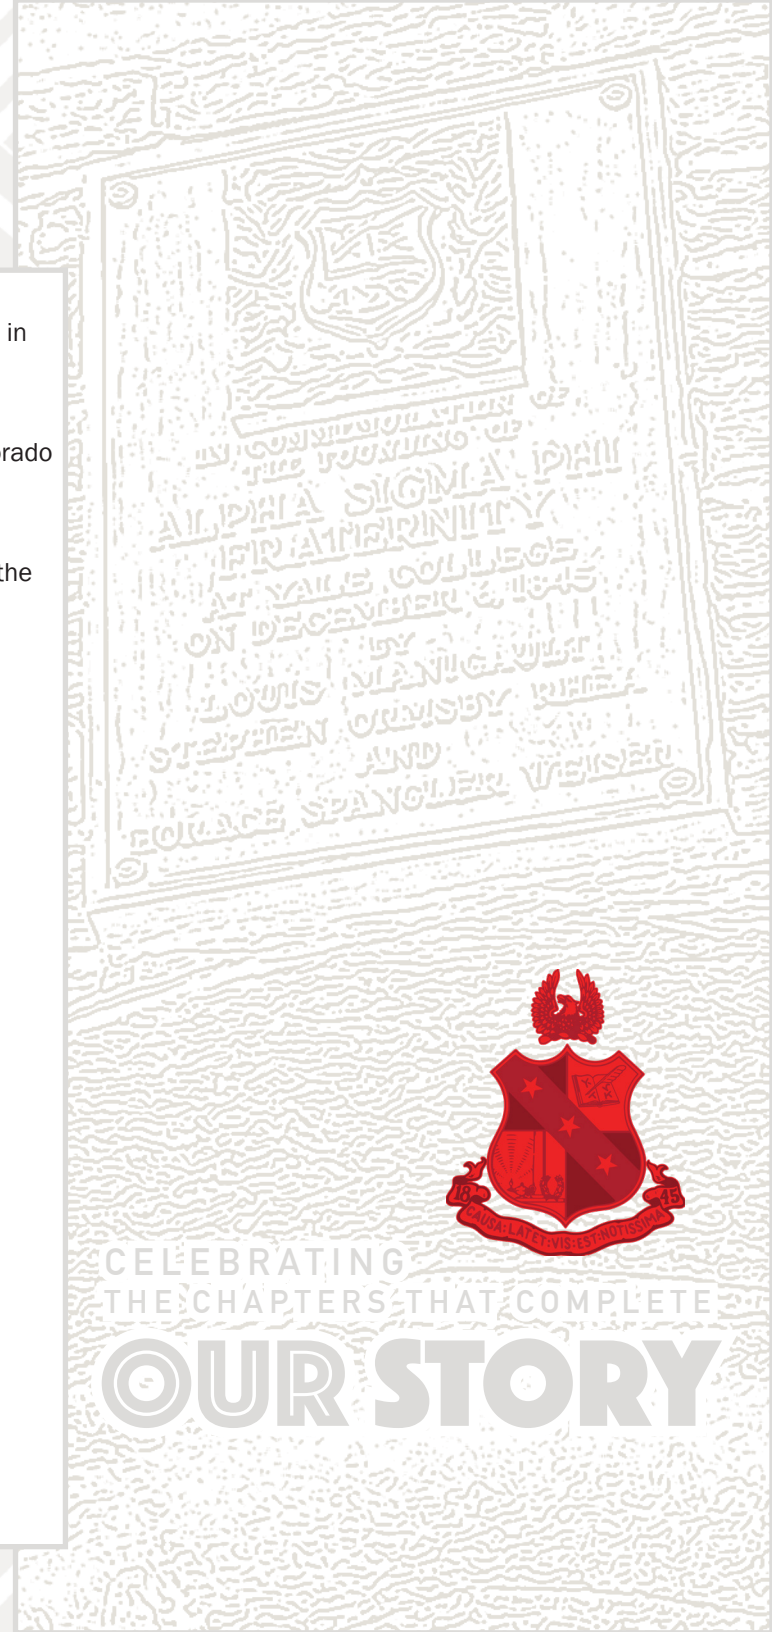 in
orado
the
IN COMMEMORATION OF
THE FOUNDING OF
ALPHA SIGMA PHI
FRATERNITY
AT YALE COLLEGE
ON DECEMBER 6, 1845
BY
LOUIS MANIGAULT
STEPHEN ORMSBY RHEA
AND
HORACE SPANGLER WEISER
18 45
CAUSA:LATET:VIS:EST:NOTISSIMA
CELEBRATING
THE CHAPTERS THAT COMPLETE
OUR STORY